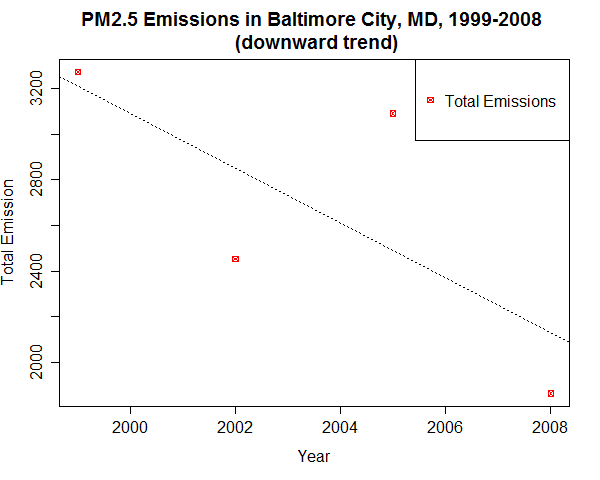 PM2.5 Emissions in Baltimore City, MD, 1999-2008
(downward trend)
Total Emissions
Total Emission
3200
2800
2400
2000
2000 2002 2004 2006 2008
Year